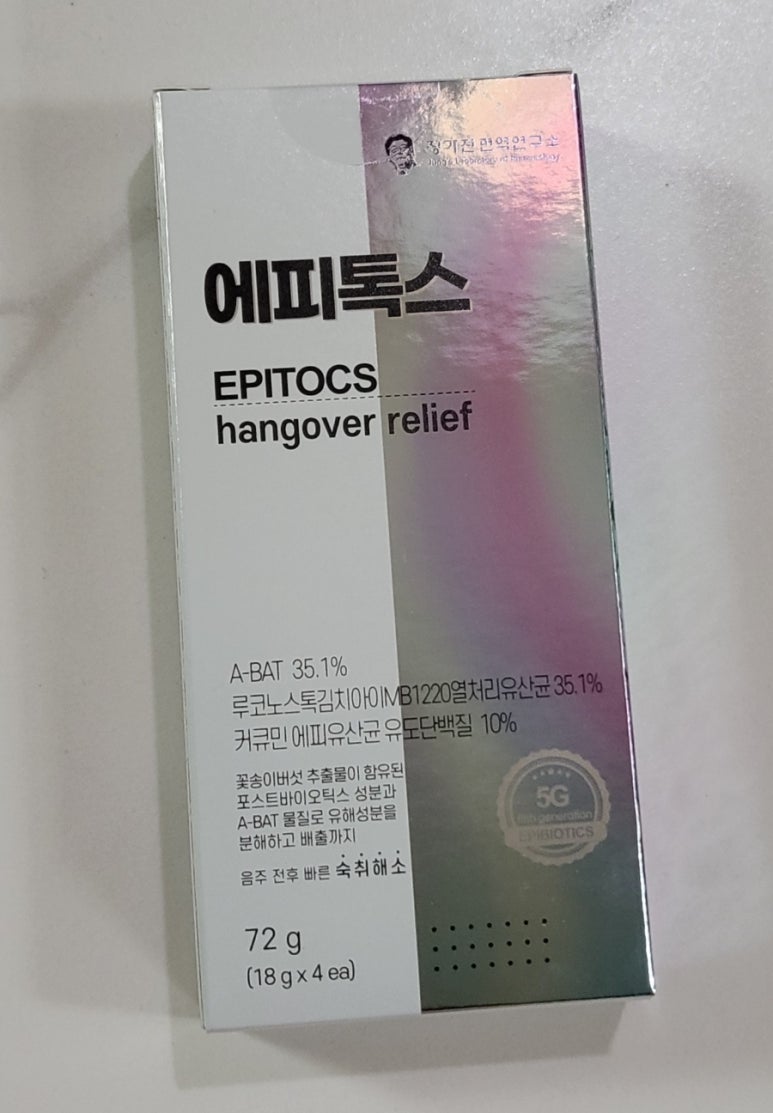 면역연구소
에피톡스
EPITOCS
hangover relief
A-BAT 35.1%
루코노스톡김치아이MB1220열처리유산균 35.1%
커큐민 에피유산균 유도단백질 10%
꽃송이버섯 추출물이 함유된
포스트바이오틱스 성분과
A-BAT 물질로 유해성분을
분해하고 배출까지
음주 전후 빠른 숙취해소
5G
fifth generation
EPIBIOTICS
72 g
(18 g x 4 ea)